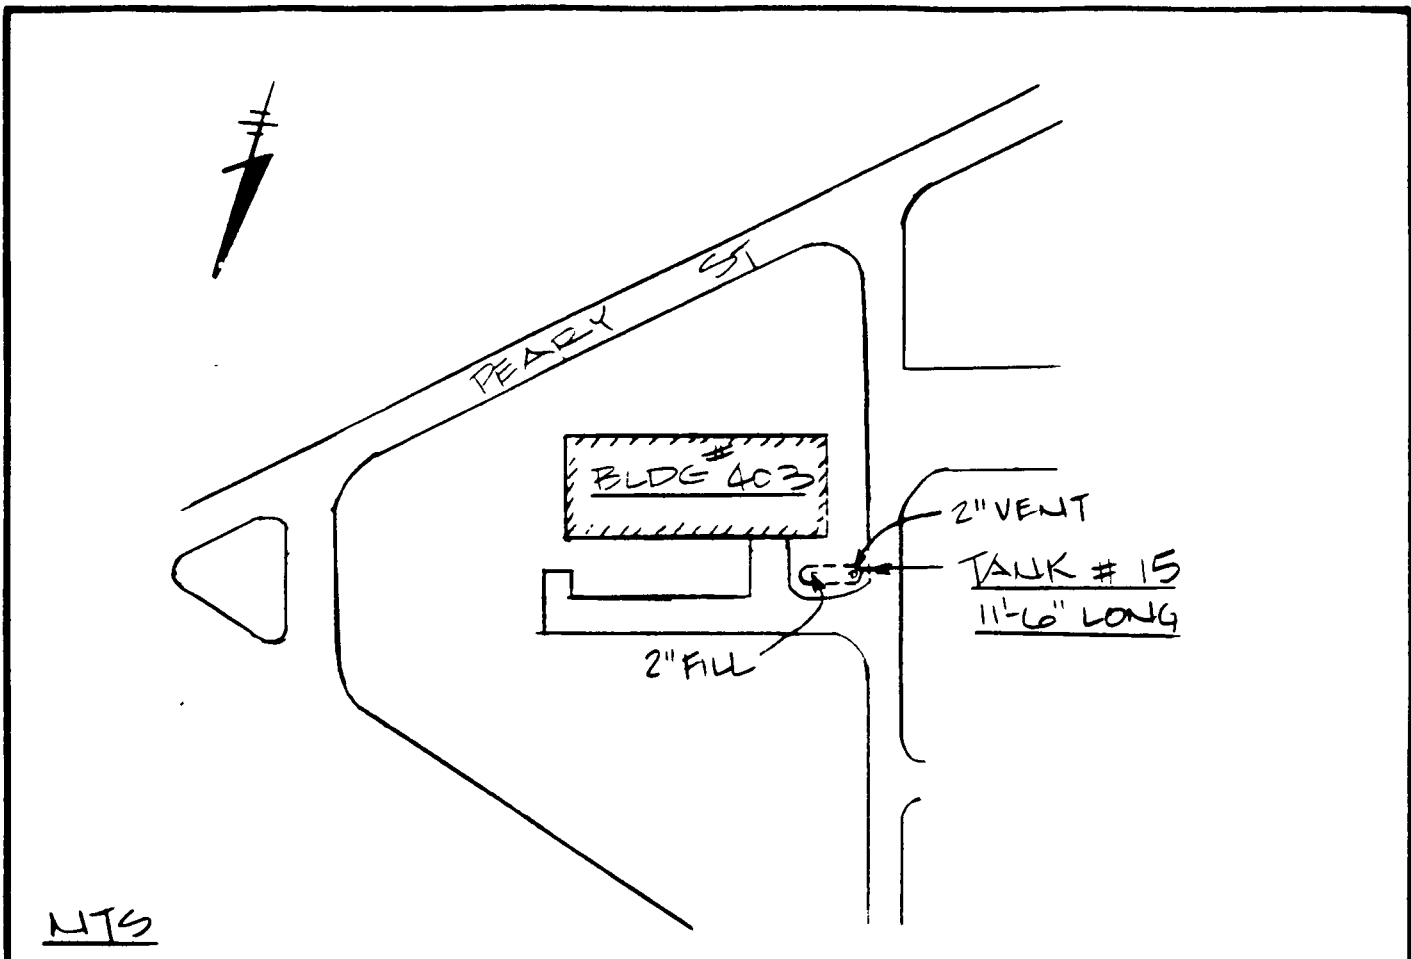 PEARY ST
BLDG # 403
2" VENT
TANK # 15
11'-6" LONG
2" FILL
NTS